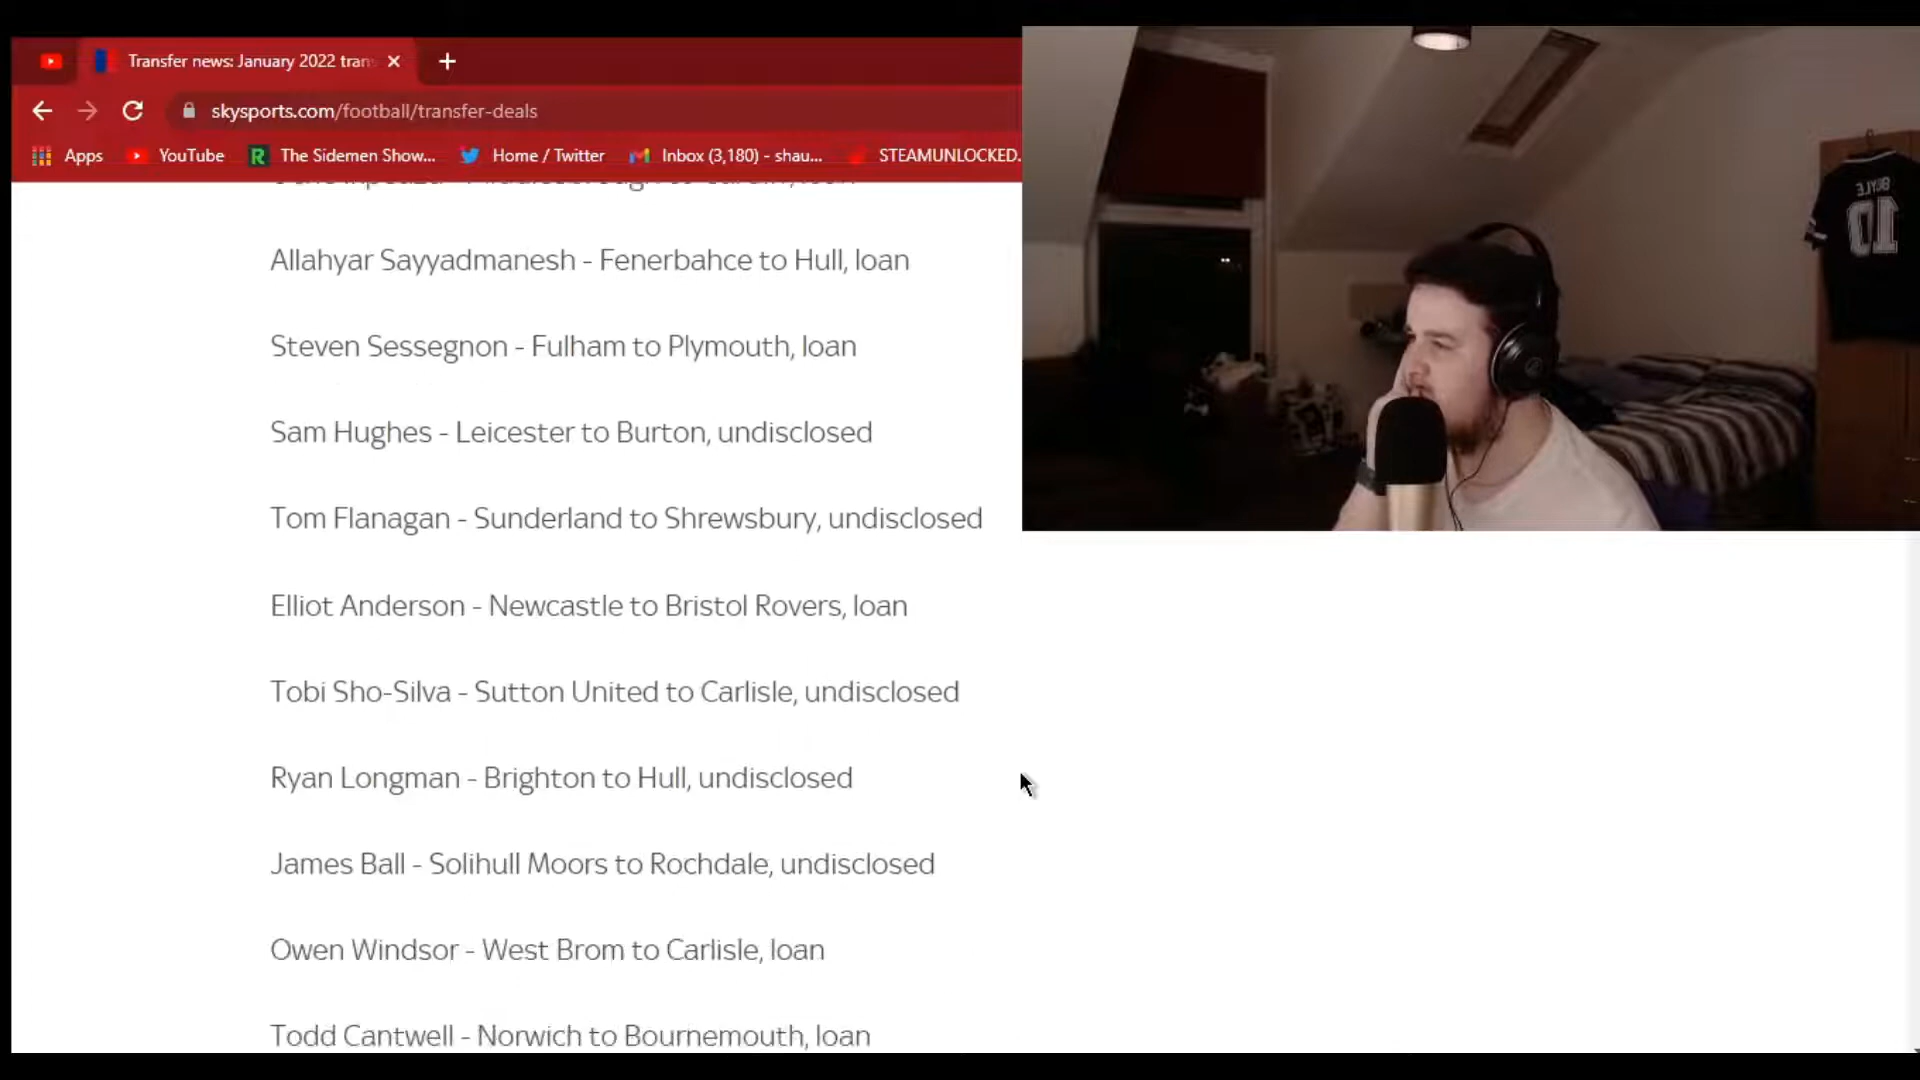 Transfer news: January 2022 tran
skysports.com/football/transfer-deals
Apps YouTube The Sidemen Show... Home / Twitter Inbox (3,180) - shau... STEAMUNLOCKED.
Allahyar Sayyadmanesh - Fenerbahce to Hull, loan
Steven Sessegnon - Fulham to Plymouth, loan
Sam Hughes - Leicester to Burton, undisclosed
Tom Flanagan - Sunderland to Shrewsbury, undisclosed
Elliot Anderson - Newcastle to Bristol Rovers, loan
Tobi Sho-Silva - Sutton United to Carlisle, undisclosed
Ryan Longman - Brighton to Hull, undisclosed
James Ball - Solihull Moors to Rochdale, undisclosed
Owen Windsor - West Brom to Carlisle, loan
Todd Cantwell - Norwich to Bournemouth, loan
BOYLE
10